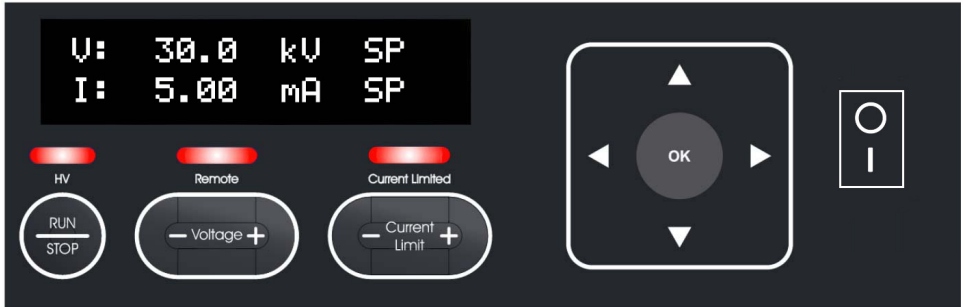 V: 30.0 kV SP
I: 5.00 mA SP
HV
Remote
Current Limited
RUN
STOP
– Voltage +
– Current Limit +
OK
O
I